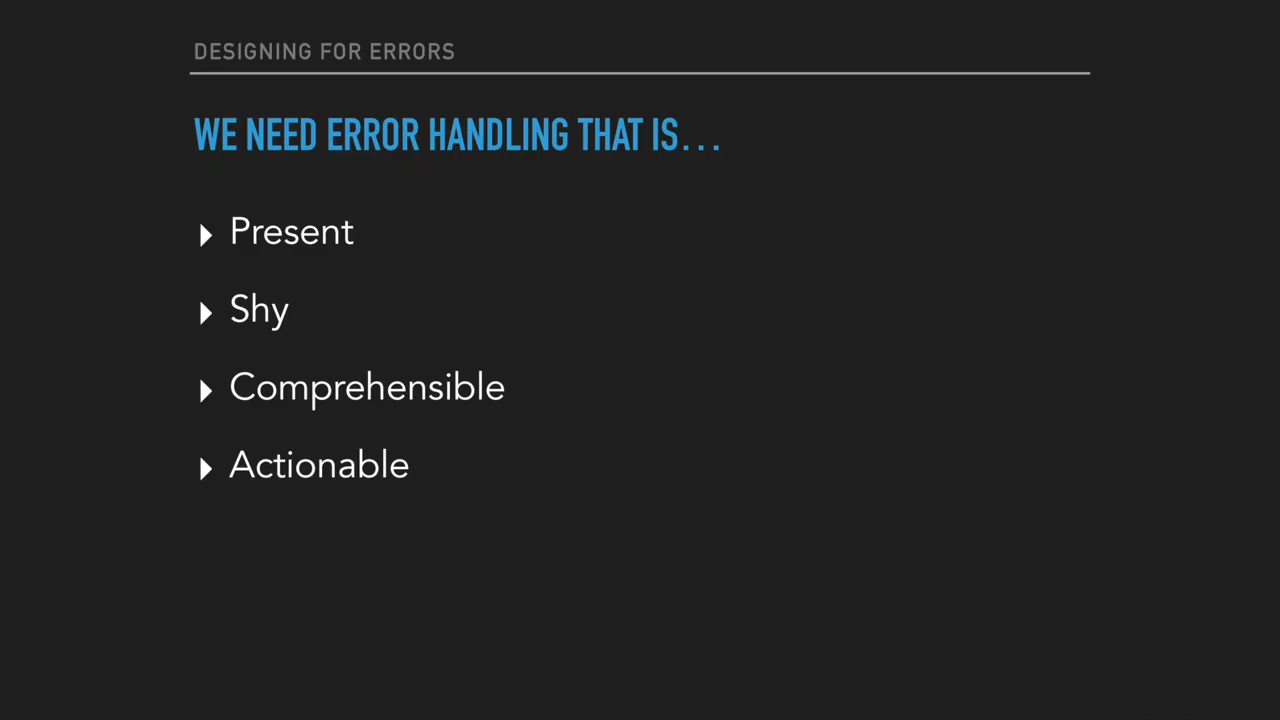 DESIGNING FOR ERRORS
WE NEED ERROR HANDLING THAT IS...
▸ Present
▸ Shy
▸ Comprehensible
▸ Actionable